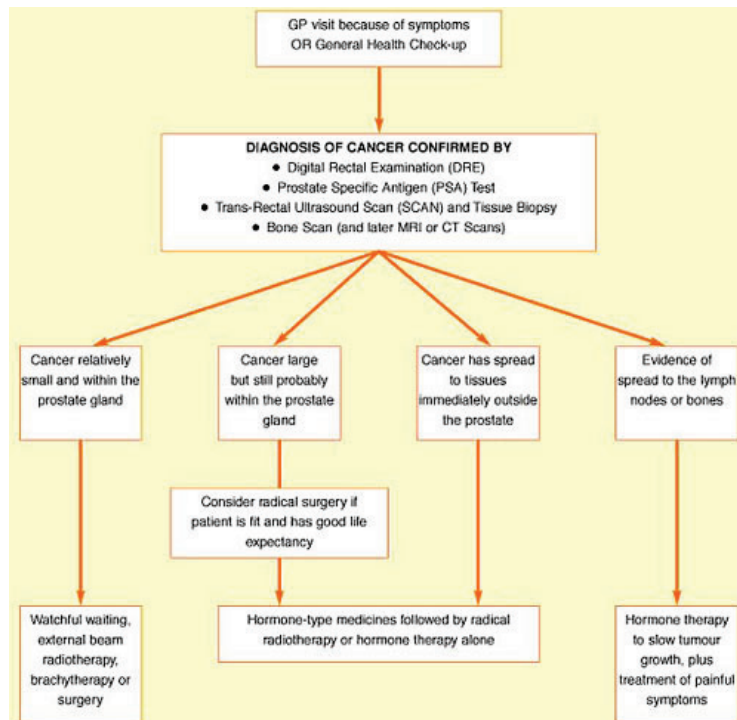 GP visit because of symptoms
OR General Health Check-up
DIAGNOSIS OF CANCER CONFIRMED BY
● Digital Rectal Examination (DRE)
● Prostate Specific Antigen (PSA) Test
● Trans-Rectal Ultrasound Scan (SCAN) and Tissue Biopsy
● Bone Scan (and later MRI or CT Scans)
Cancer relatively
small and within the
prostate gland
Cancer large
but still probably
within the prostate
gland
Cancer has spread
to tissues
immediately outside
the prostate
Evidence of
spread to the lymph
nodes or bones
Consider radical surgery if
patient is fit and has good life
expectancy
Watchful waiting,
external beam
radiotherapy,
brachytherapy or
surgery
Hormone-type medicines followed by radical
radiotherapy or hormone therapy alone
Hormone therapy
to slow tumour
growth, plus
treatment of painful
symptoms